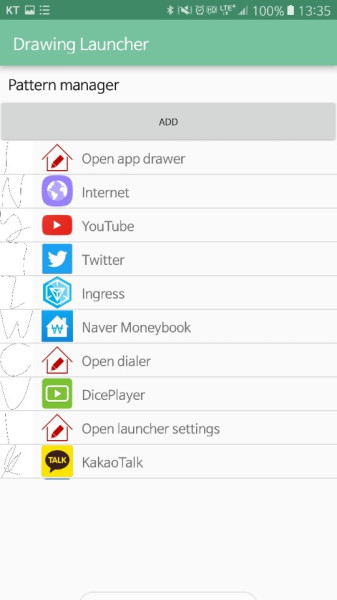 KT LTE+ 100% 13:35
Drawing Launcher
Pattern manager
ADD
Open app drawer
Internet
YouTube
Twitter
Ingress
Naver Moneybook
Open dialer
DicePlayer
Open launcher settings
TALK KakaoTalk